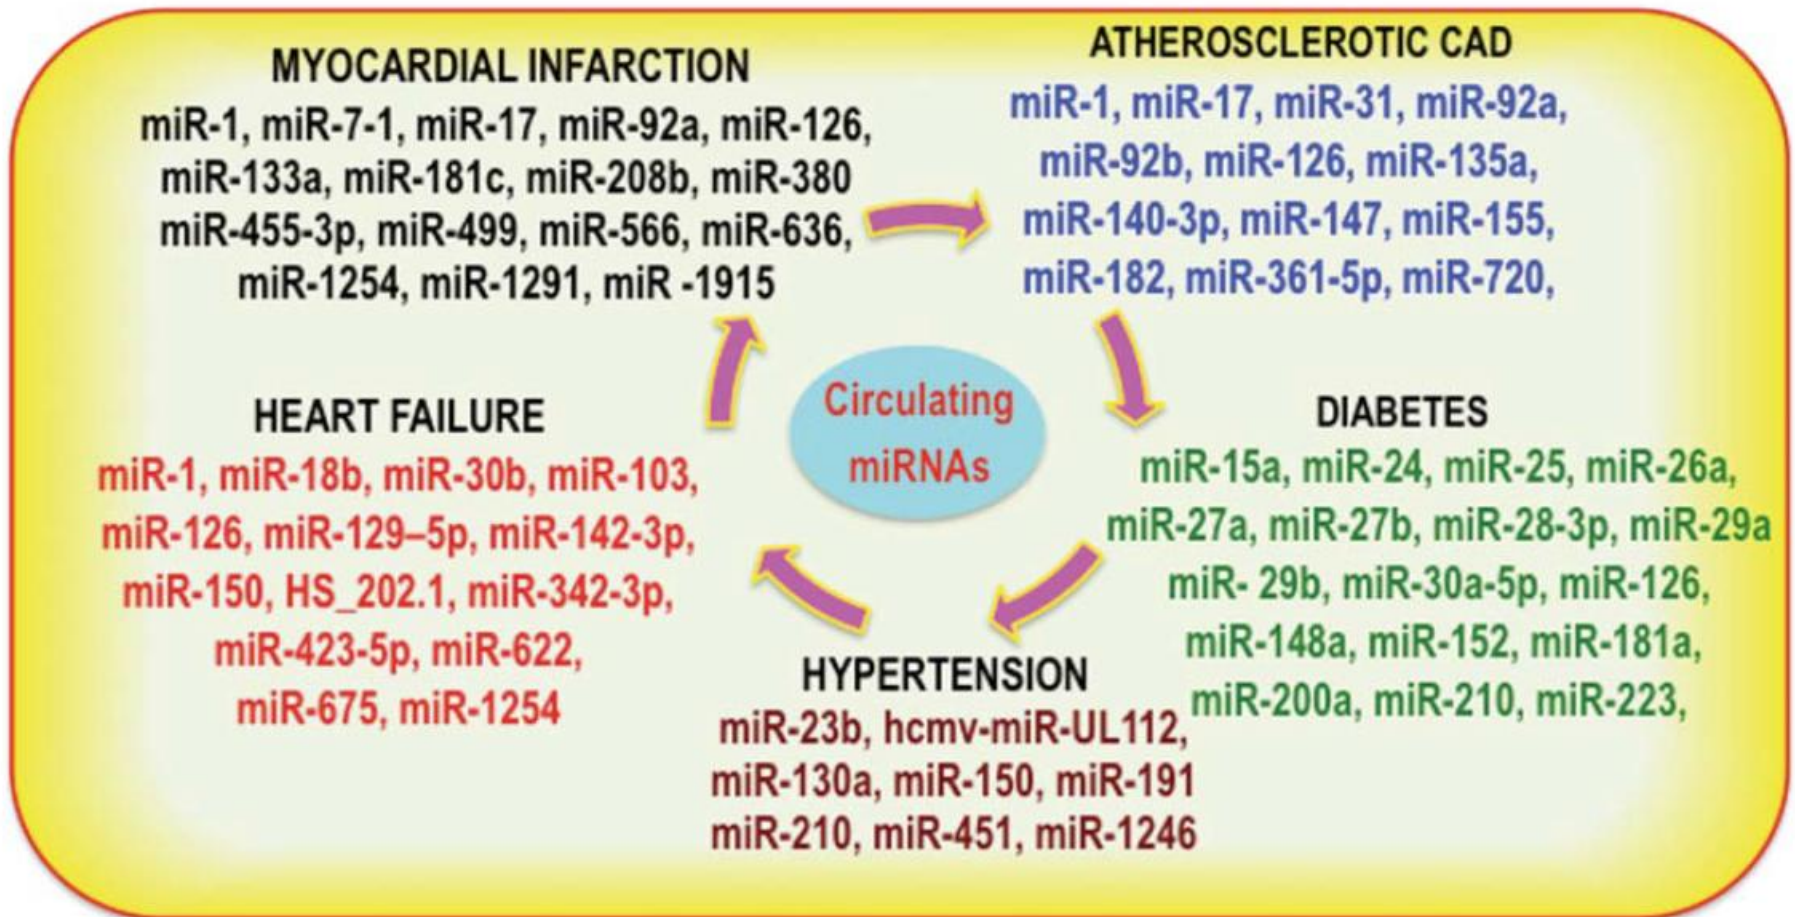 MYOCARDIAL INFARCTION
miR-1, miR-7-1, miR-17, miR-92a, miR-126,
miR-133a, miR-181c, miR-208b, miR-380
miR-455-3p, miR-499, miR-566, miR-636,
miR-1254, miR-1291, miR -1915
ATHEROSCLEROTIC CAD
miR-1, miR-17, miR-31, miR-92a,
miR-92b, miR-126, miR-135a,
miR-140-3p, miR-147, miR-155,
miR-182, miR-361-5p, miR-720,
Circulating
miRNAs
HEART FAILURE
miR-1, miR-18b, miR-30b, miR-103,
miR-126, miR-129–5p, miR-142-3p,
miR-150, HS_202.1, miR-342-3p,
miR-423-5p, miR-622,
miR-675, miR-1254
DIABETES
miR-15a, miR-24, miR-25, miR-26a,
miR-27a, miR-27b, miR-28-3p, miR-29a
miR- 29b, miR-30a-5p, miR-126,
miR-148a, miR-152, miR-181a,
miR-200a, miR-210, miR-223,
HYPERTENSION
miR-23b, hcmv-miR-UL112,
miR-130a, miR-150, miR-191
miR-210, miR-451, miR-1246